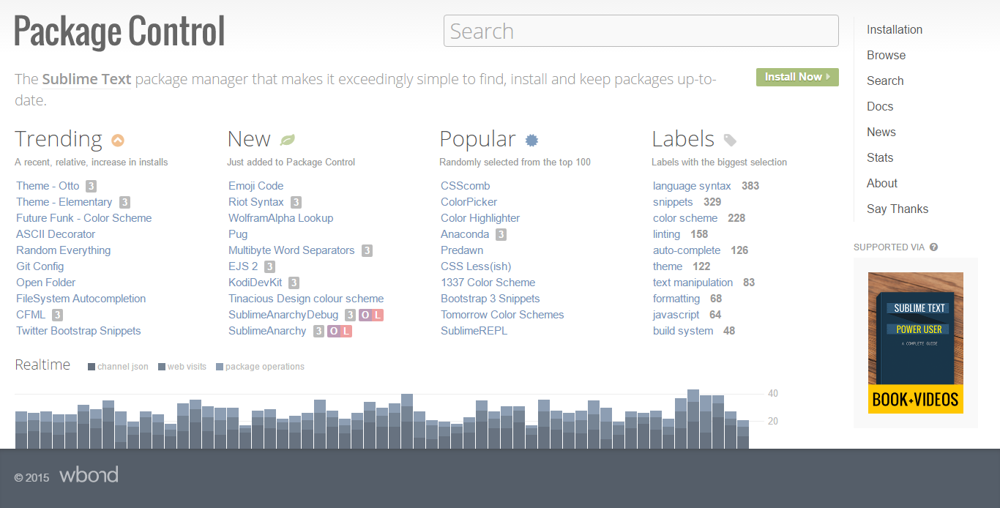 Package Control
Search
The Sublime Text package manager that makes it exceedingly simple to find, install and keep packages up-to-
date.
Install Now
Installation
Browse
Search
Docs
News
Stats
About
Say Thanks
SUPPORTED VIA ?
SUBLIME TEXT
POWER USER
A COMPLETE GUIDE
BOOK+VIDEOS
Trending
A recent, relative, increase in installs
Theme - Otto 3
Theme - Elementary 3
Future Funk - Color Scheme
ASCII Decorator
Random Everything
Git Config
Open Folder
FileSystem Autocompletion
CFML 3
Twitter Bootstrap Snippets
New
Just added to Package Control
Emoji Code
Riot Syntax 3
WolframAlpha Lookup
Pug
Multibyte Word Separators 3
EJS 2 3
KodiDevKit 3
Tinacious Design colour scheme
SublimeAnarchyDebug 3 O L
SublimeAnarchy 3 O L
Popular
Randomly selected from the top 100
CSScomb
ColorPicker
Color Highlighter
Anaconda 3
Predawn
CSS Less(ish)
1337 Color Scheme
Bootstrap 3 Snippets
Tomorrow Color Schemes
SublimeREPL
Labels
Labels with the biggest selection
language syntax 383
snippets 329
color scheme 228
linting 158
auto-complete 126
theme 122
text manipulation 83
formatting 68
javascript 64
build system 48
Realtime channel json web visits package operations
40
20
© 2015 wbond